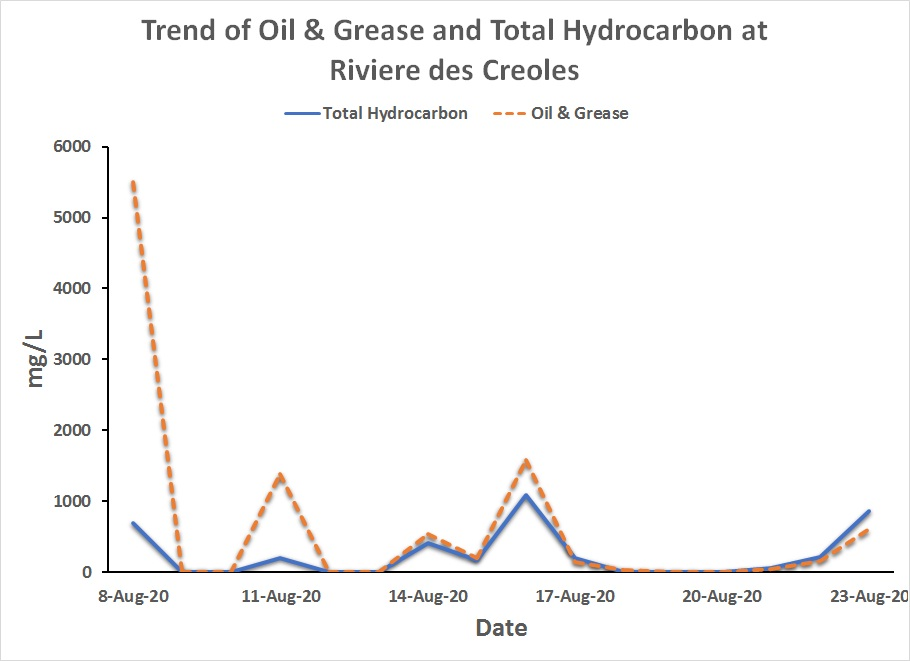 Trend of Oil & Grease and Total Hydrocarbon at
Riviere des Creoles
Total Hydrocarbon Oil & Grease
6000
5000
4000
3000
2000
1000
0
mg/L
8-Aug-20 11-Aug-20 14-Aug-20 17-Aug-20 20-Aug-20 23-Aug-20
Date